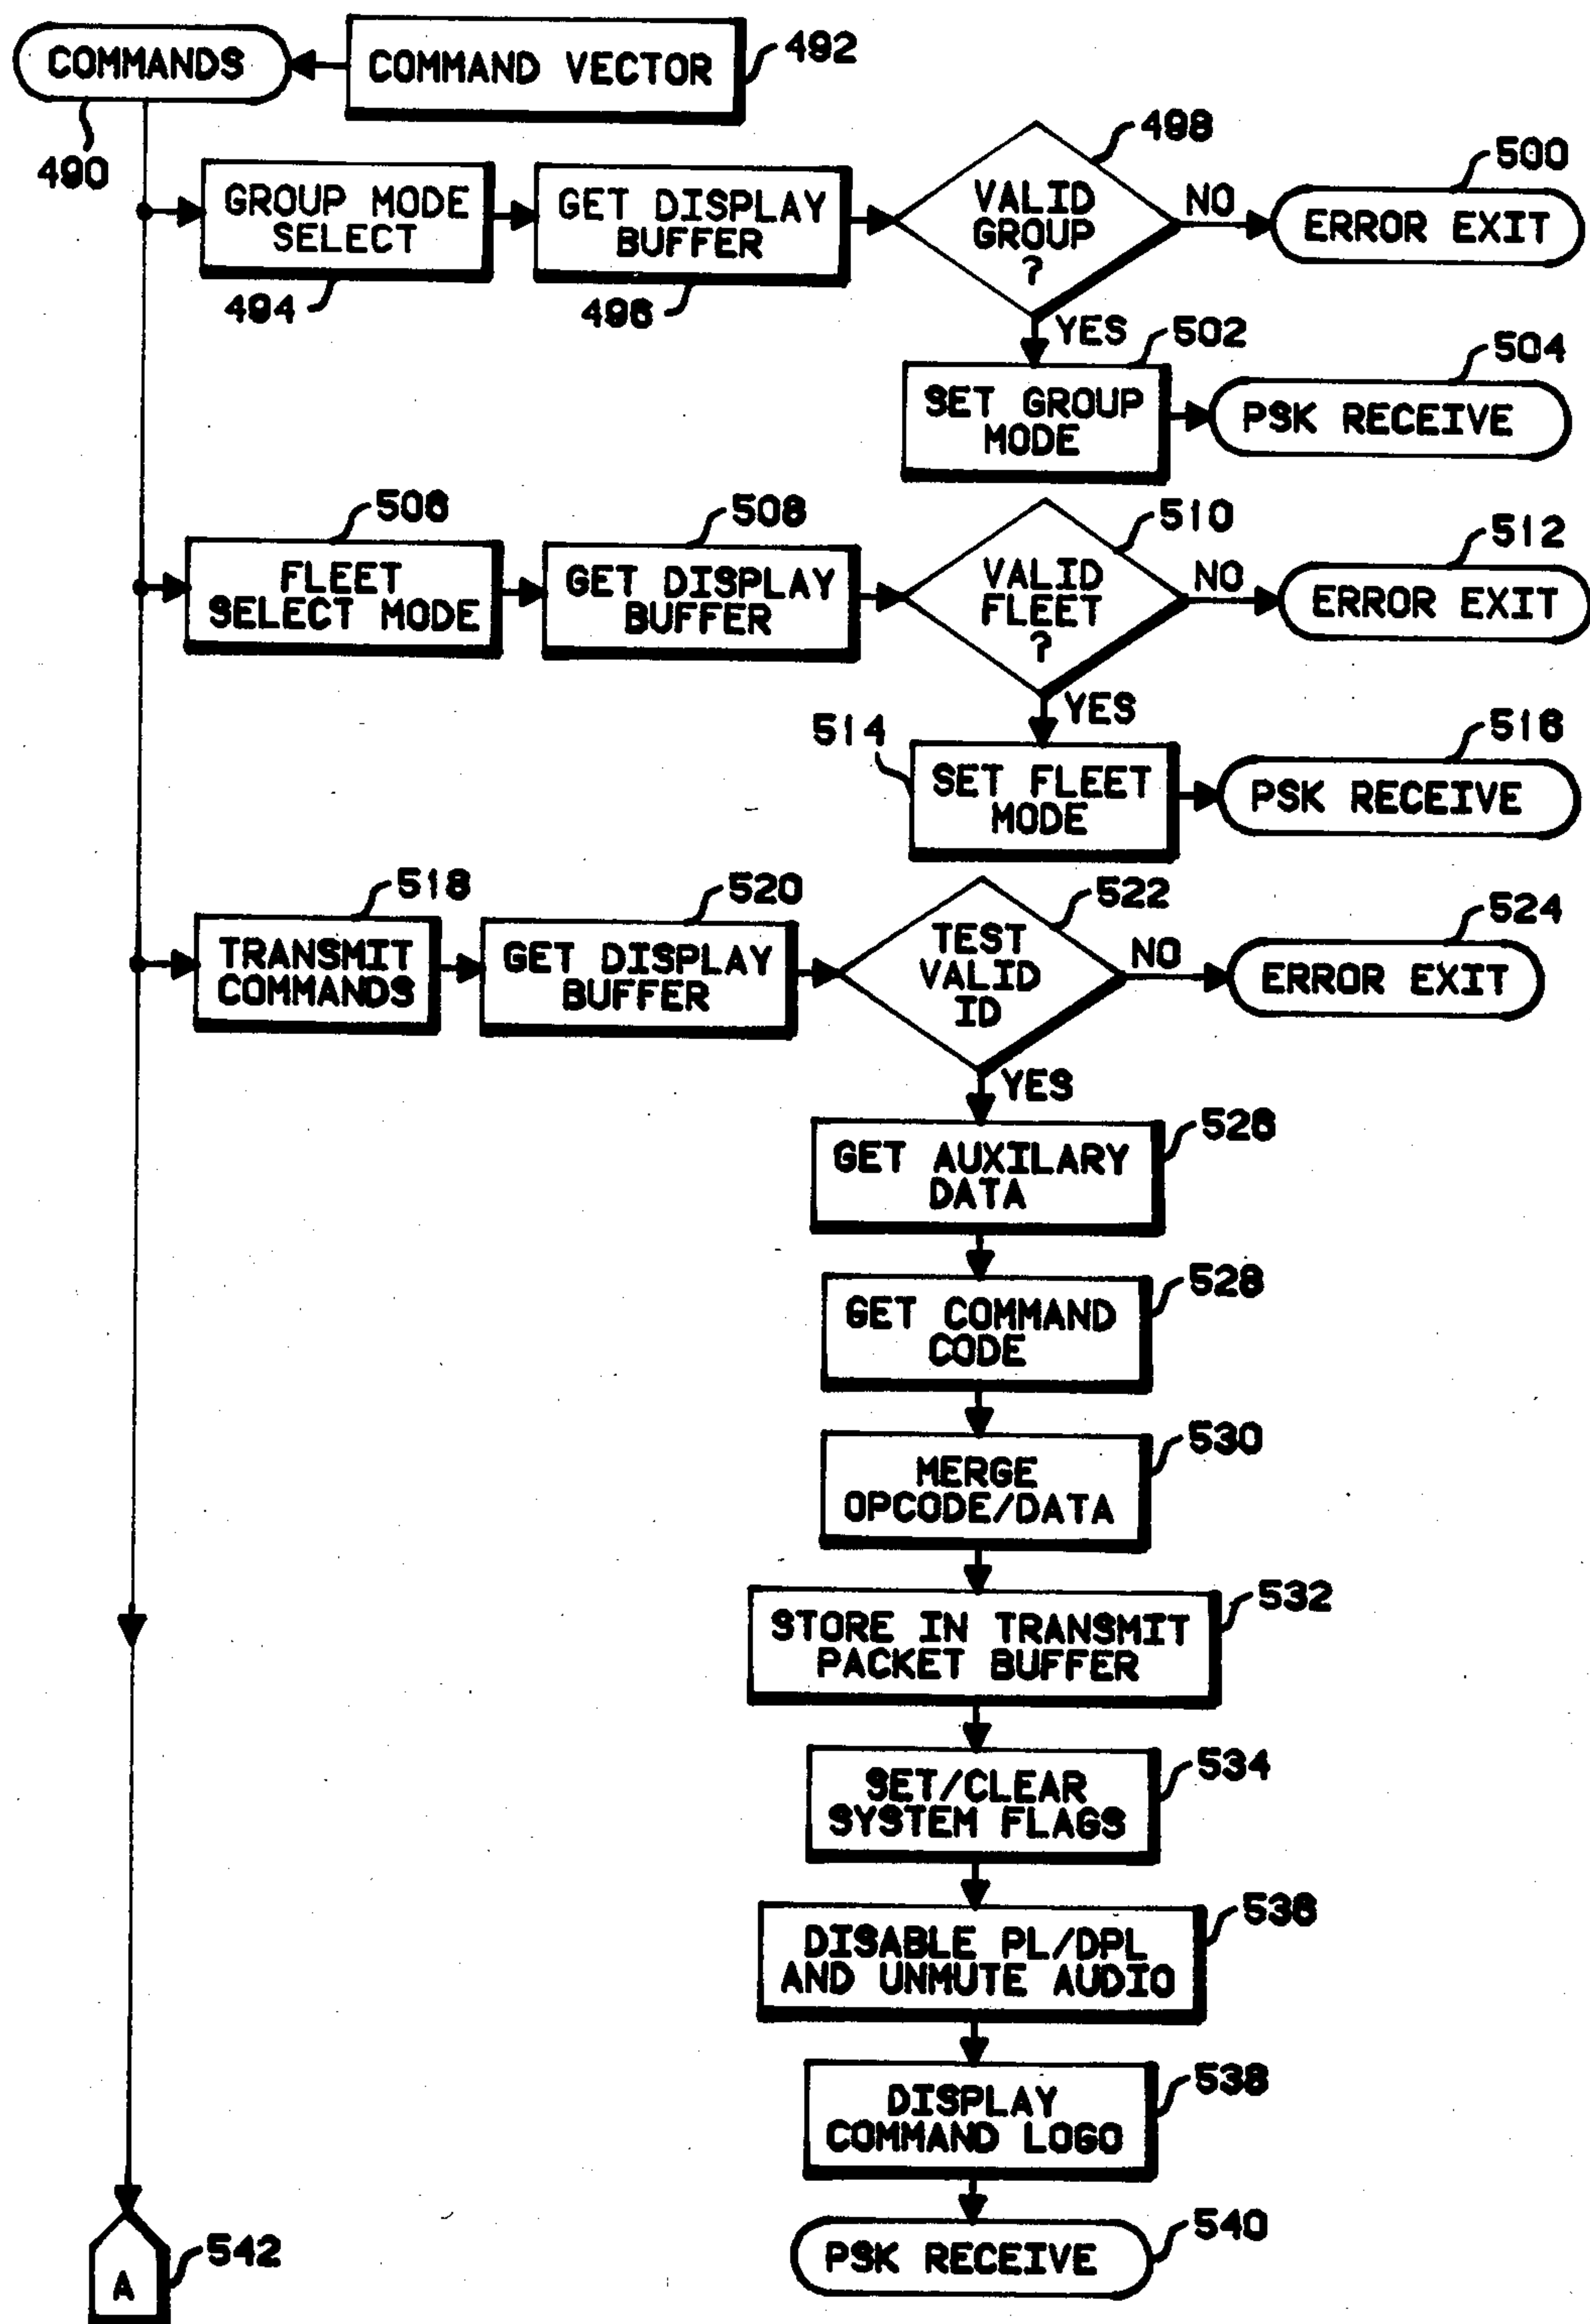 COMMANDS
COMMAND VECTOR
492
490
GROUP MODE
SELECT
494
GET DISPLAY
BUFFER
496
VALID
GROUP
?
498
NO
ERROR EXIT
500
YES
SET GROUP
MODE
502
PSK RECEIVE
504
FLEET
SELECT MODE
506
GET DISPLAY
BUFFER
508
VALID
FLEET
?
510
NO
ERROR EXIT
512
YES
514
SET FLEET
MODE
PSK RECEIVE
516
TRANSMIT
COMMANDS
518
GET DISPLAY
BUFFER
520
TEST
VALID
ID
522
NO
ERROR EXIT
524
YES
GET AUXILARY
DATA
526
GET COMMAND
CODE
528
MERGE
OPCODE/DATA
530
STORE IN TRANSMIT
PACKET BUFFER
532
SET/CLEAR
SYSTEM FLAGS
534
DISABLE PL/DPL
AND UNMUTE AUDIO
536
DISPLAY
COMMAND LOGO
538
PSK RECEIVE
540
A
542